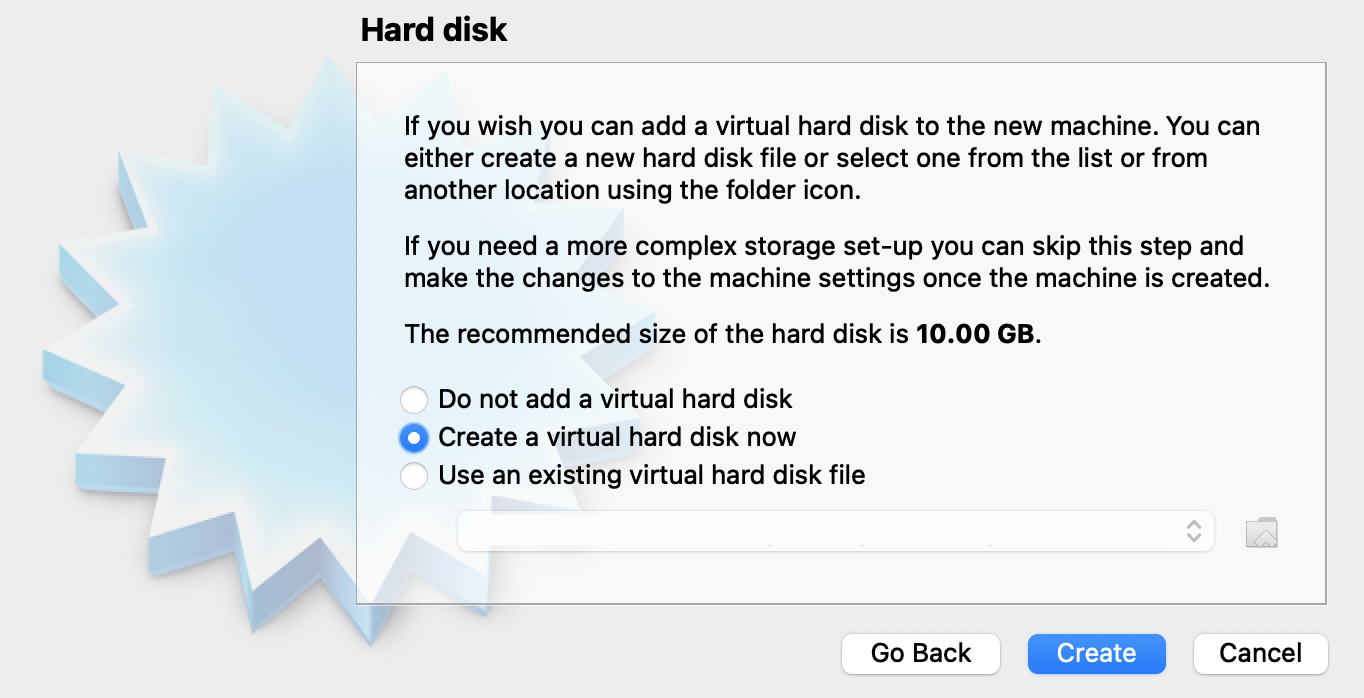 Hard disk
If you wish you can add a virtual hard disk to the new machine. You can
either create a new hard disk file or select one from the list or from
another location using the folder icon.
If you need a more complex storage set-up you can skip this step and
make the changes to the machine settings once the machine is created.
The recommended size of the hard disk is 10.00 GB.
Do not add a virtual hard disk
Create a virtual hard disk now
Use an existing virtual hard disk file
Go Back
Create
Cancel